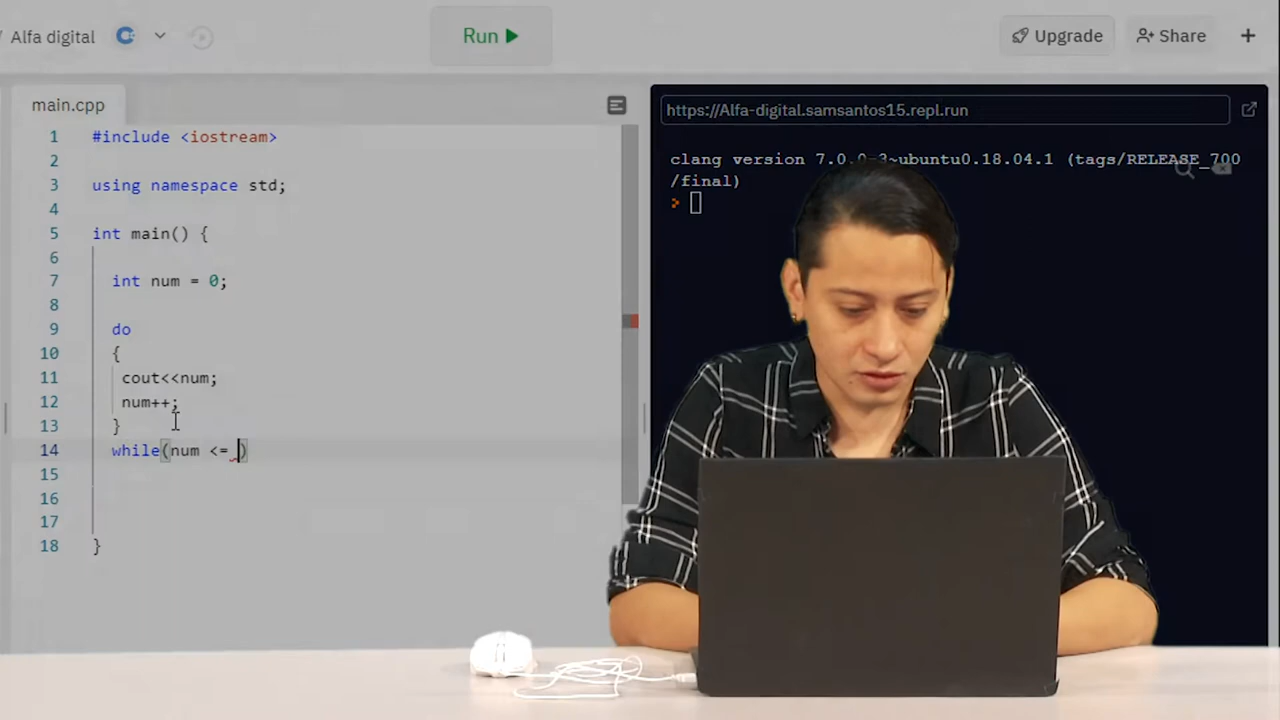 Alfa digital
Run
Upgrade
Share
main.cpp
1 #include <iostream>
2
3 using namespace std;
4
5 int main() {
6
7 int num = 0;
8
9 do
10 {
11 cout<<num;
12 num++;
13 }
14 while(num <= )
15
16
17
18 }
https://Alfa-digital.samsantos15.repl.run
clang version 7.0.0-3~ubuntu0.18.04.1 (tags/RELEASE_700
/final)